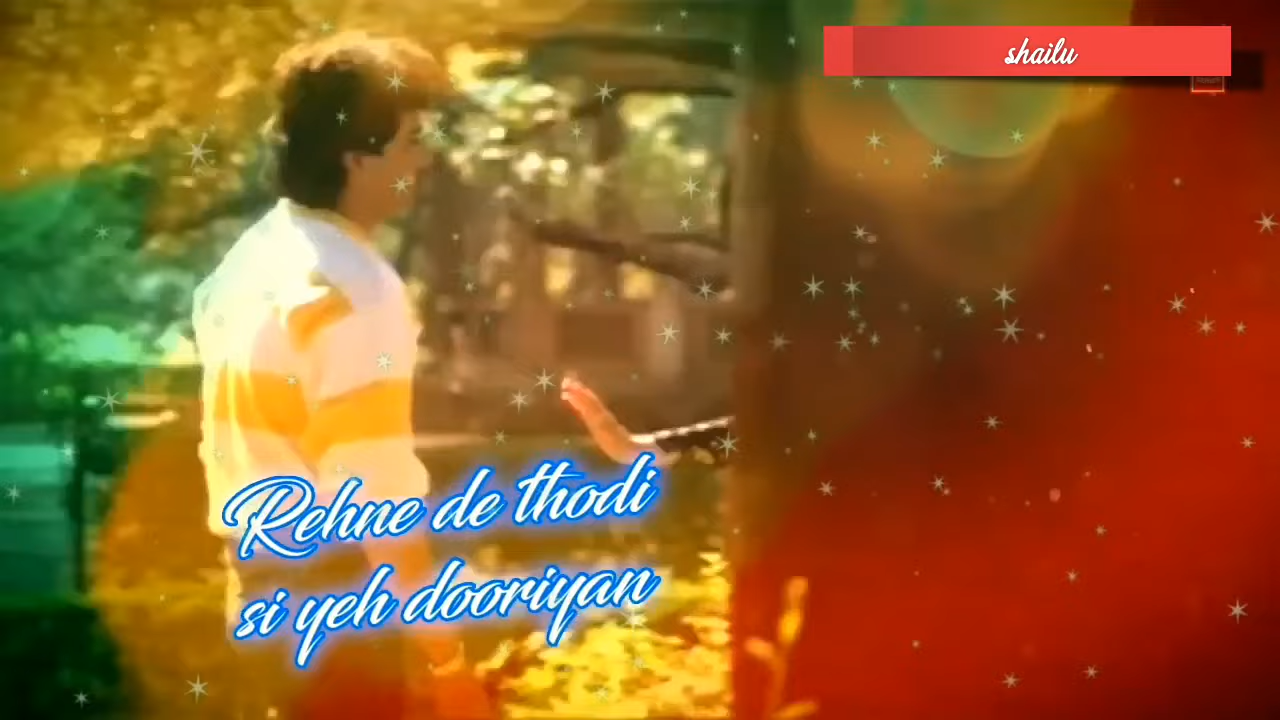 shailu
Rehne de thodi
si yeh dooriyan